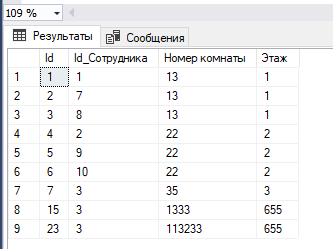 109 %
Результаты Сообщения
Id Id_Сотрудника Номер комнаты Этаж
1 1 1 13 1
2 2 7 13 1
3 3 8 13 1
4 4 2 22 2
5 5 9 22 2
6 6 10 22 2
7 7 3 35 3
8 15 3 1333 655
9 23 3 113233 655